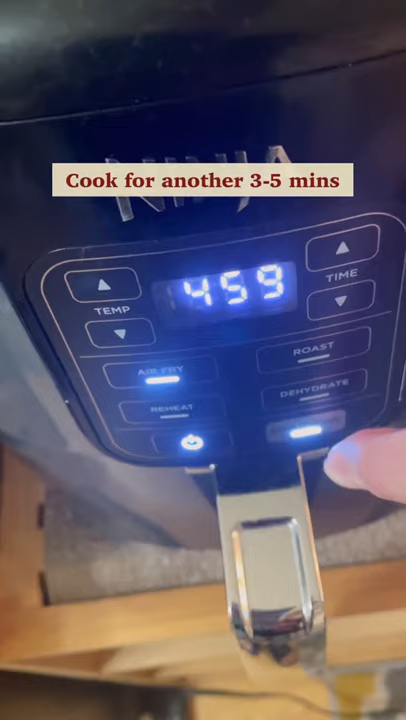 NINJA
Cook for another 3-5 mins
459
TEMP
TIME
AIR FRY
ROAST
REHEAT
DEHYDRATE